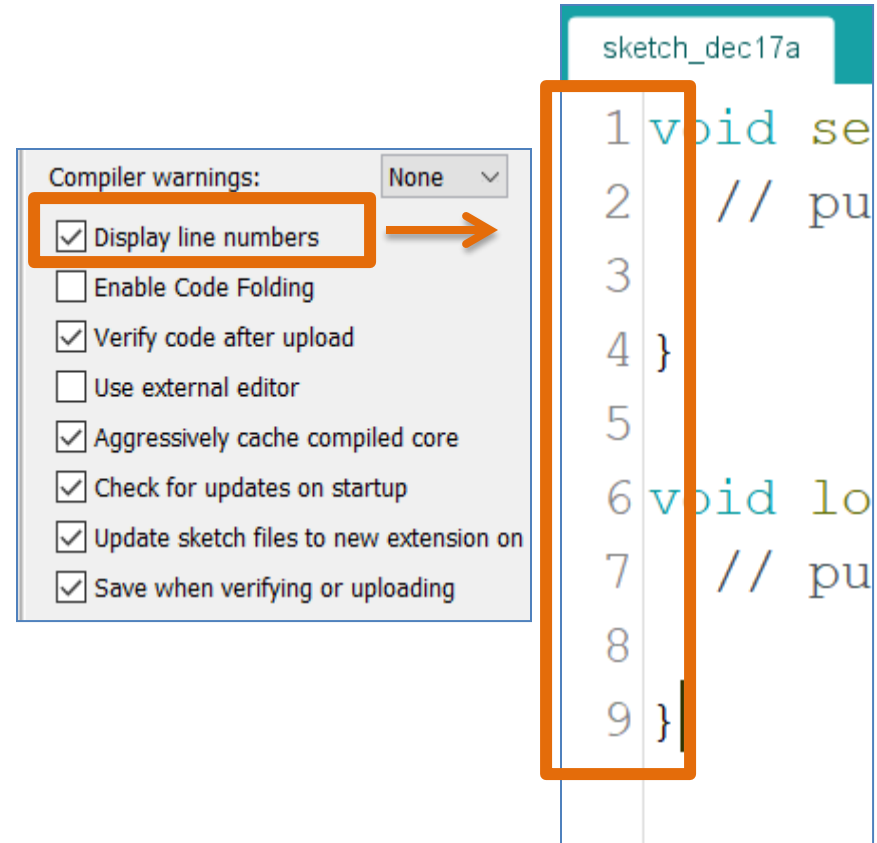 Compiler warnings: None
Display line numbers
Enable Code Folding
Verify code after upload
Use external editor
Aggressively cache compiled core
Check for updates on startup
Update sketch files to new extension on
Save when verifying or uploading
sketch_dec17a
1 void se
2 // pu
3
4 }
5
6 void lo
7 // pu
8
9 }